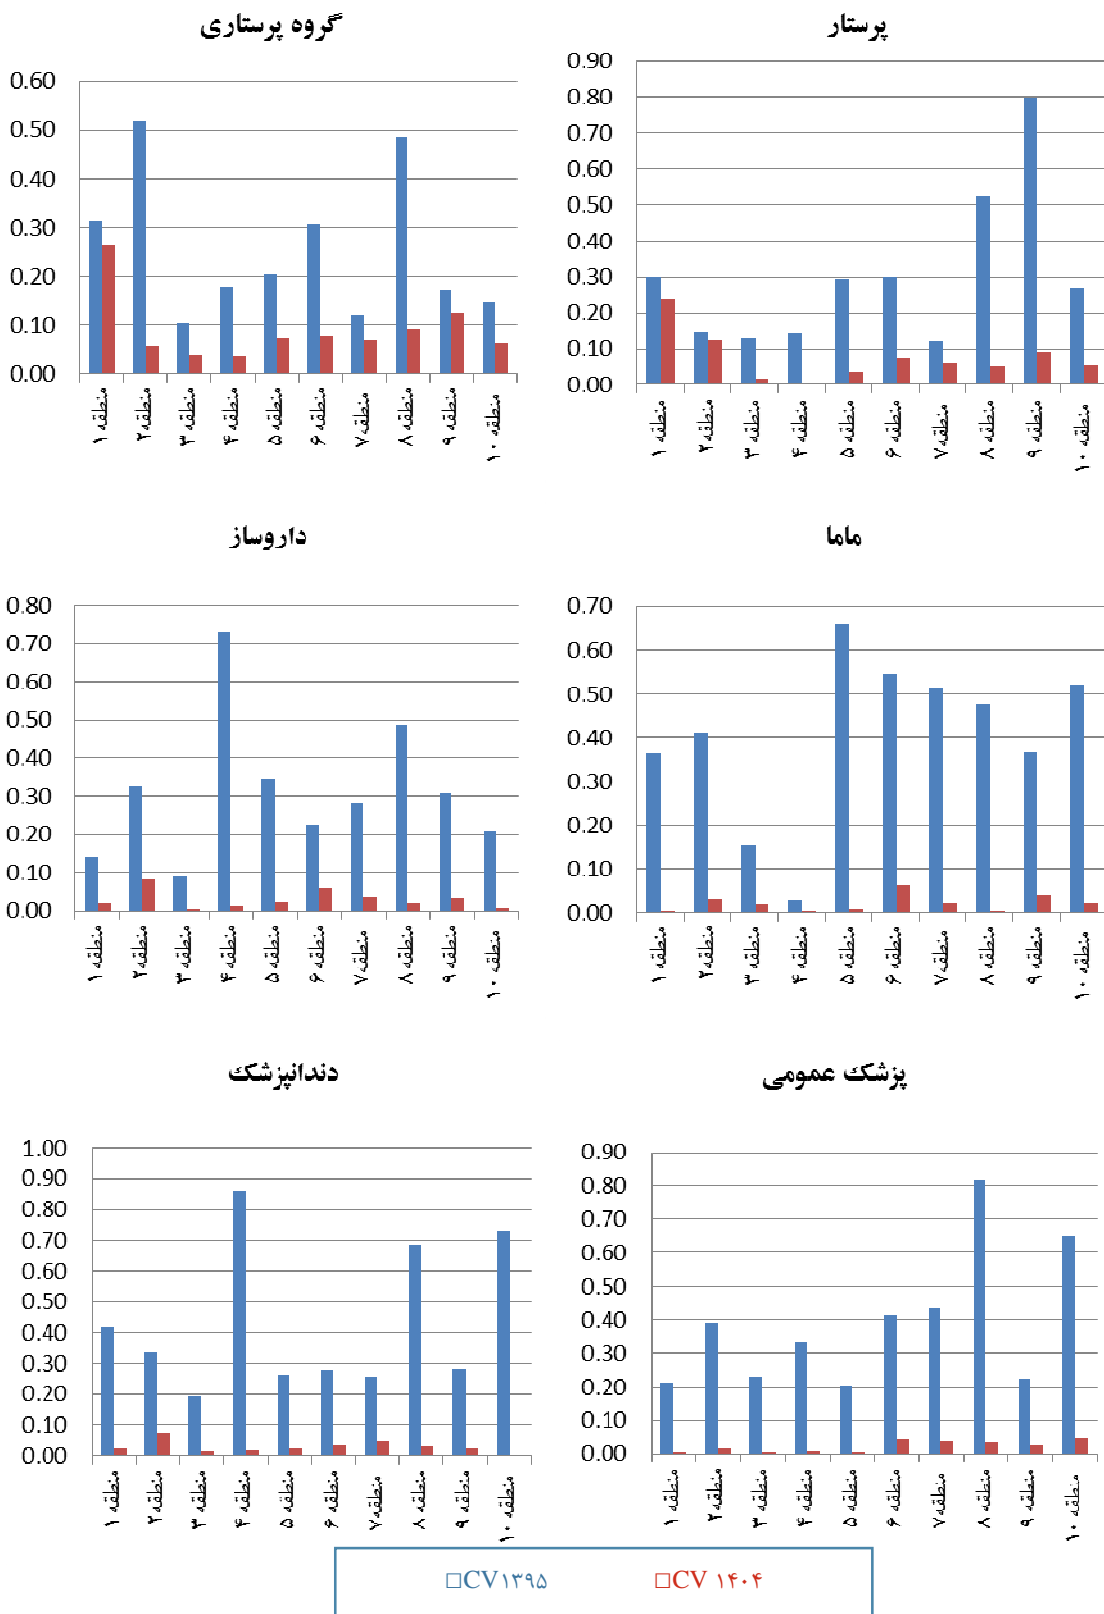 گروه پرستاری
0.60
0.50
0.40
0.30
0.20
0.10
0.00
منطقه ۱
منطقه ۲
منطقه ۳
منطقه ۴
منطقه ۵
منطقه ۶
منطقه ۷
منطقه ۸
منطقه ۹
منطقه ۱۰
پرستار
0.90
0.80
0.70
0.60
0.50
0.40
0.30
0.20
0.10
0.00
منطقه ۱
منطقه ۲
منطقه ۳
منطقه ۴
منطقه ۵
منطقه ۶
منطقه ۷
منطقه ۸
منطقه ۹
منطقه ۱۰
داروساز
0.80
0.70
0.60
0.50
0.40
0.30
0.20
0.10
0.00
منطقه ۱
منطقه ۲
منطقه ۳
منطقه ۴
منطقه ۵
منطقه ۶
منطقه ۷
منطقه ۸
منطقه ۹
منطقه ۱۰
ماما
0.70
0.60
0.50
0.40
0.30
0.20
0.10
0.00
منطقه ۱
منطقه ۲
منطقه ۳
منطقه ۴
منطقه ۵
منطقه ۶
منطقه ۷
منطقه ۸
منطقه ۹
منطقه ۱۰
دندانپزشک
1.00
0.90
0.80
0.70
0.60
0.50
0.40
0.30
0.20
0.10
0.00
منطقه ۱
منطقه ۲
منطقه ۳
منطقه ۴
منطقه ۵
منطقه ۶
منطقه ۷
منطقه ۸
منطقه ۹
منطقه ۱۰
پزشک عمومی
0.90
0.80
0.70
0.60
0.50
0.40
0.30
0.20
0.10
0.00
منطقه ۱
منطقه ۲
منطقه ۳
منطقه ۴
منطقه ۵
منطقه ۶
منطقه ۷
منطقه ۸
منطقه ۹
منطقه ۱۰
□CV۱۳۹۵ □CV ۱۴۰۴